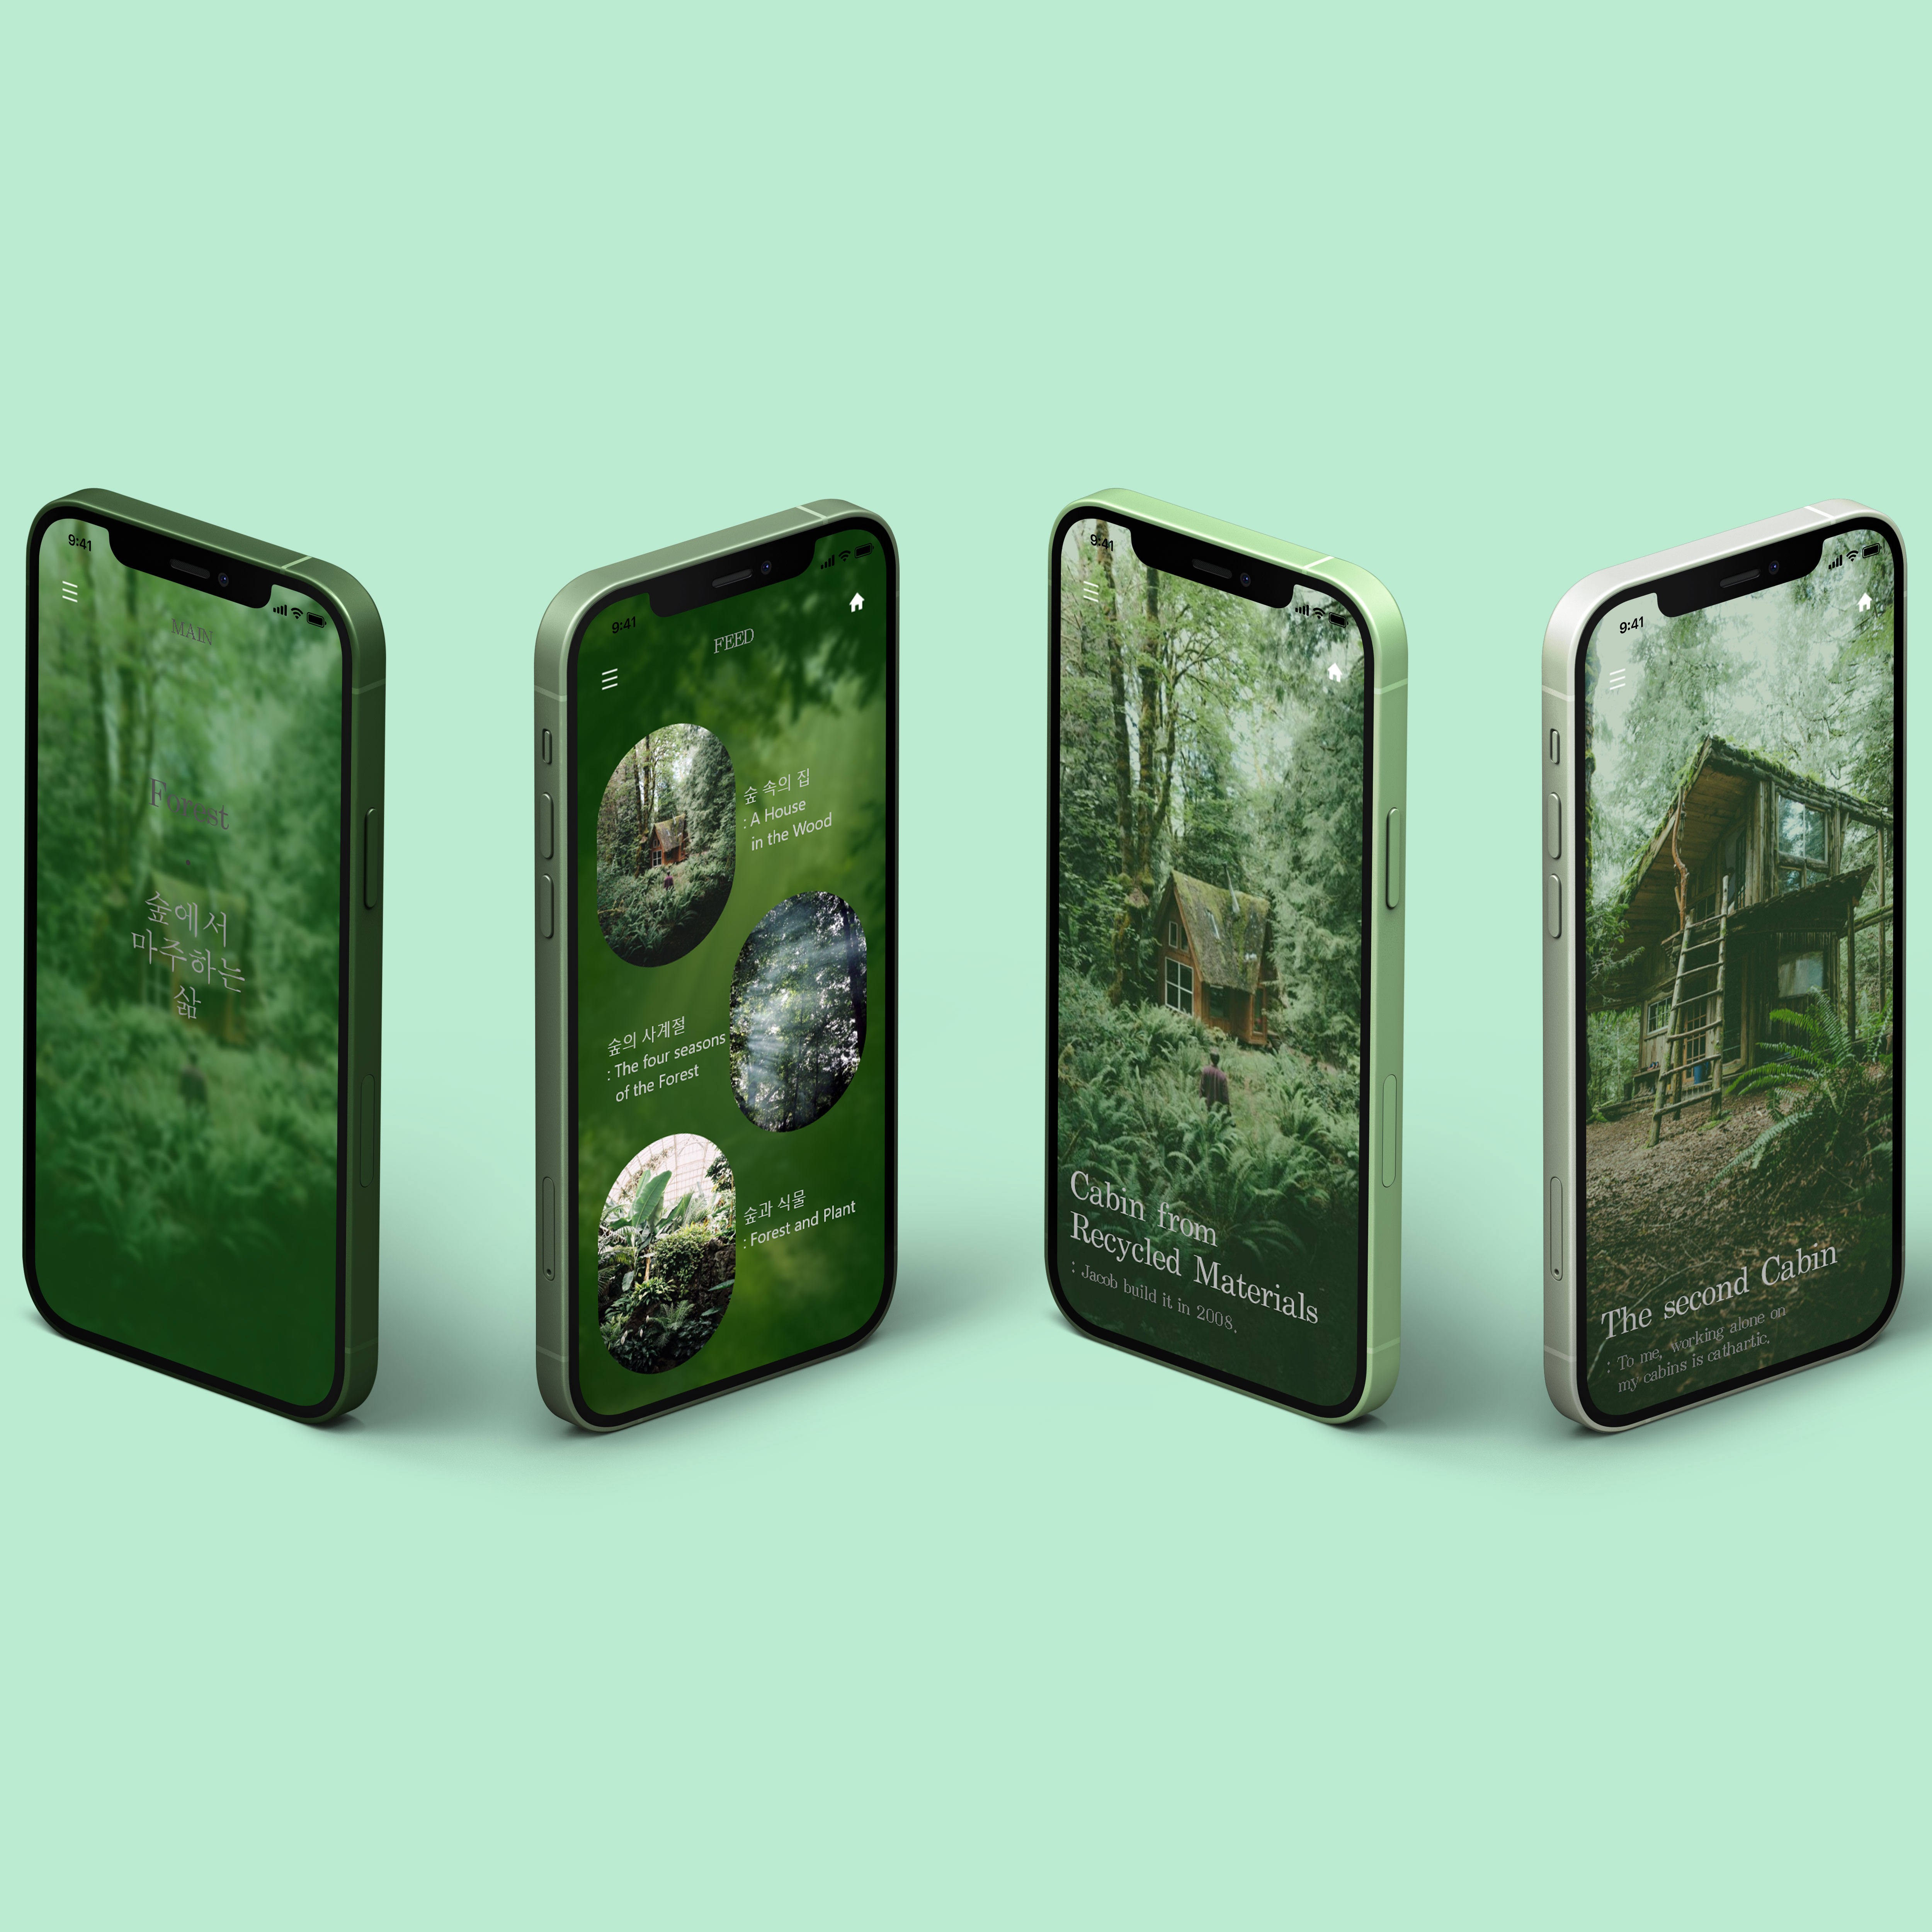 9:41
MAIN
Forest
·
숲에서
마주하는
삶
9:41
FEED
숲 속의 집
: A House
in the Wood
숲의 사계절
: The four seasons
of the Forest
숲과 식물
: Forest and Plant
9:41
Cabin from
Recycled Materials
: Jacob build it in 2008.
9:41
The second Cabin
: To me, working alone on
my cabins is cathartic.